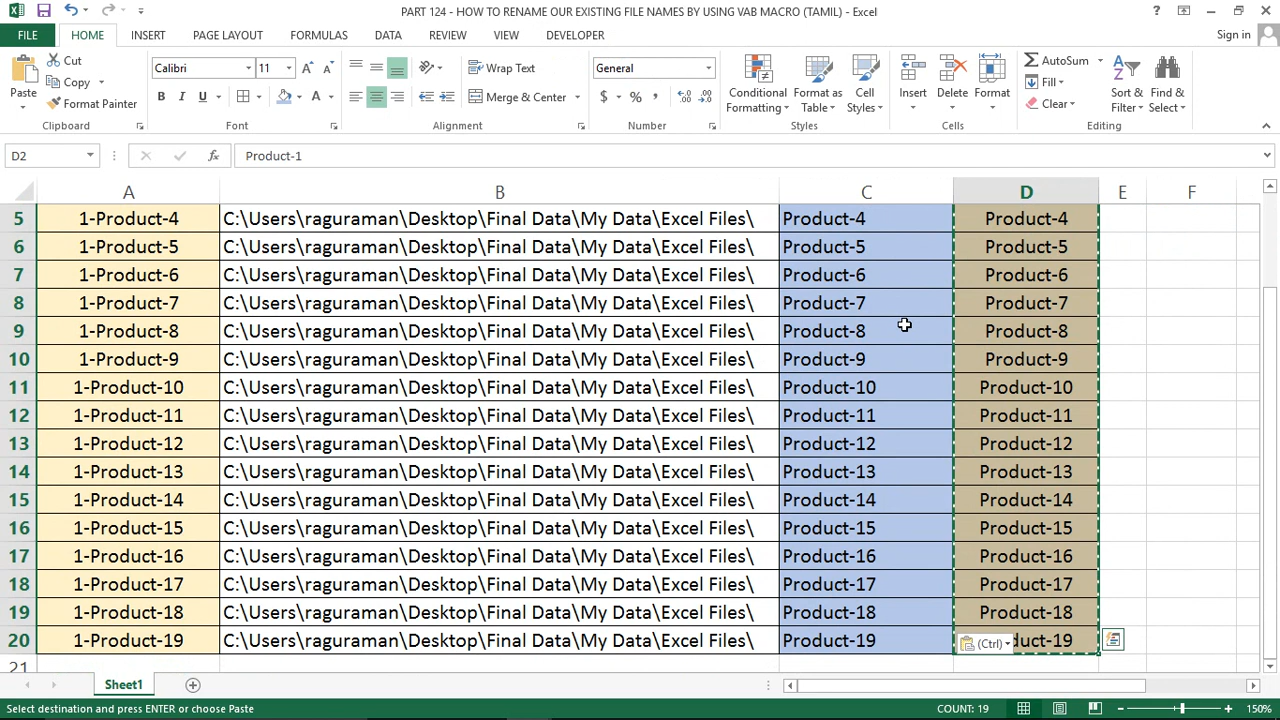 PART 124 - HOW TO RENAME OUR EXISTING FILE NAMES BY USING VAB MACRO (TAMIL) - Excel
FILE HOME INSERT PAGE LAYOUT FORMULAS DATA REVIEW VIEW DEVELOPER Sign in
Paste Cut Copy Format Painter
Calibri 11
B I U A
Wrap Text
Merge & Center
General
$ % ,
Conditional Formatting Format as Table Cell Styles
Insert Delete Format
AutoSum Fill Clear Sort & Filter Find & Select
Clipboard Font Alignment Number Styles Cells Editing
D2 fx Product-1
A B C D E F
5 1-Product-4 C:\Users\raguraman\Desktop\Final Data\My Data\Excel Files\ Product-4 Product-4
6 1-Product-5 C:\Users\raguraman\Desktop\Final Data\My Data\Excel Files\ Product-5 Product-5
7 1-Product-6 C:\Users\raguraman\Desktop\Final Data\My Data\Excel Files\ Product-6 Product-6
8 1-Product-7 C:\Users\raguraman\Desktop\Final Data\My Data\Excel Files\ Product-7 Product-7
9 1-Product-8 C:\Users\raguraman\Desktop\Final Data\My Data\Excel Files\ Product-8 Product-8
10 1-Product-9 C:\Users\raguraman\Desktop\Final Data\My Data\Excel Files\ Product-9 Product-9
11 1-Product-10 C:\Users\raguraman\Desktop\Final Data\My Data\Excel Files\ Product-10 Product-10
12 1-Product-11 C:\Users\raguraman\Desktop\Final Data\My Data\Excel Files\ Product-11 Product-11
13 1-Product-12 C:\Users\raguraman\Desktop\Final Data\My Data\Excel Files\ Product-12 Product-12
14 1-Product-13 C:\Users\raguraman\Desktop\Final Data\My Data\Excel Files\ Product-13 Product-13
15 1-Product-14 C:\Users\raguraman\Desktop\Final Data\My Data\Excel Files\ Product-14 Product-14
16 1-Product-15 C:\Users\raguraman\Desktop\Final Data\My Data\Excel Files\ Product-15 Product-15
17 1-Product-16 C:\Users\raguraman\Desktop\Final Data\My Data\Excel Files\ Product-16 Product-16
18 1-Product-17 C:\Users\raguraman\Desktop\Final Data\My Data\Excel Files\ Product-17 Product-17
19 1-Product-18 C:\Users\raguraman\Desktop\Final Data\My Data\Excel Files\ Product-18 Product-18
20 1-Product-19 C:\Users\raguraman\Desktop\Final Data\My Data\Excel Files\ Product-19 (Ctrl) duct-19
21
Sheet1
Select destination and press ENTER or choose Paste COUNT: 19 150%